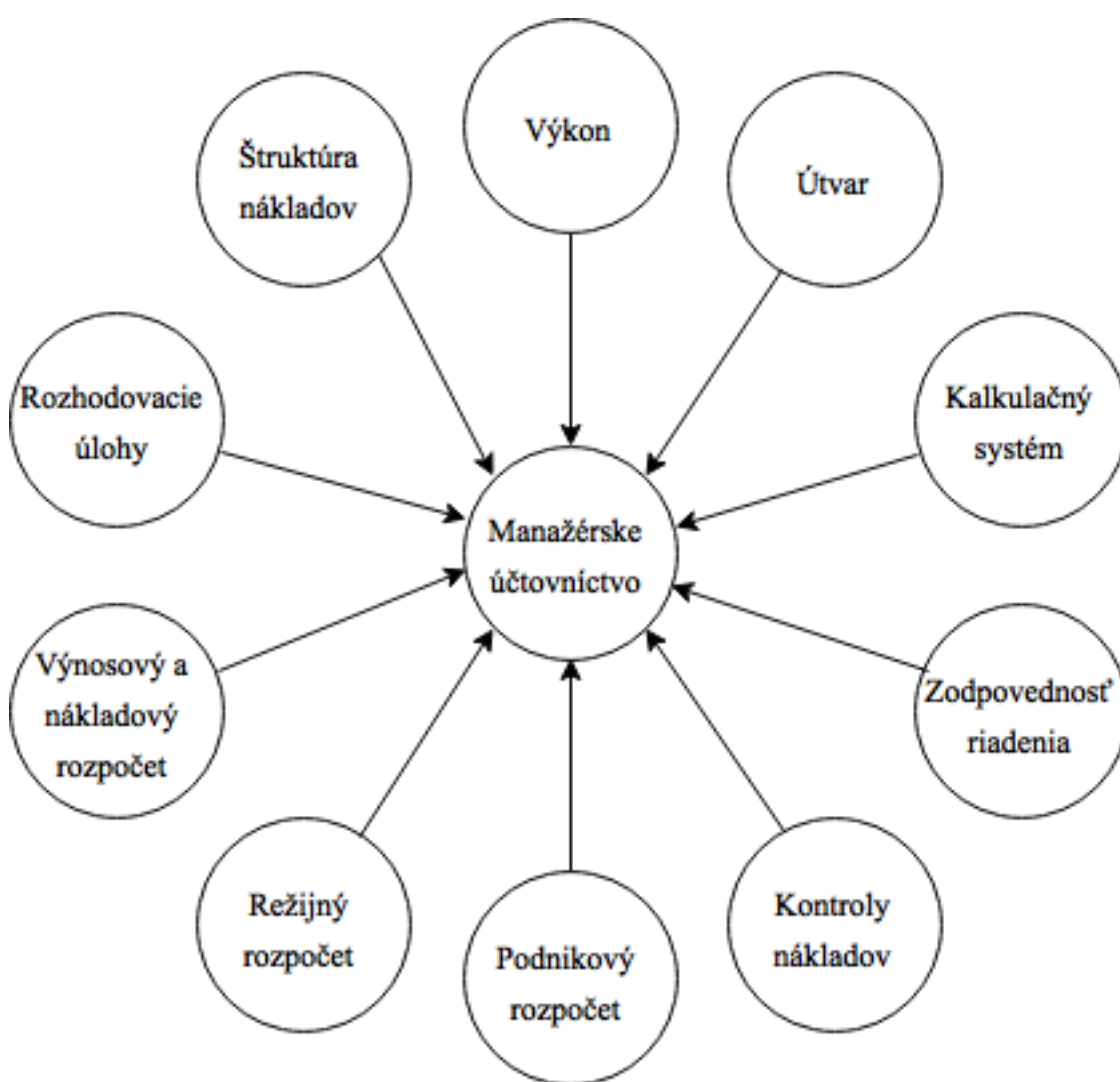 Výkon
Štruktúra
nákladov
Útvar
Rozhodovacie
úlohy
Kalkulačný
systém
Manažérske
účtovníctvo
Výnosový a
nákladový
rozpočet
Zodpovednosť
riadenia
Režijný
rozpočet
Podnikový
rozpočet
Kontroly
nákladov